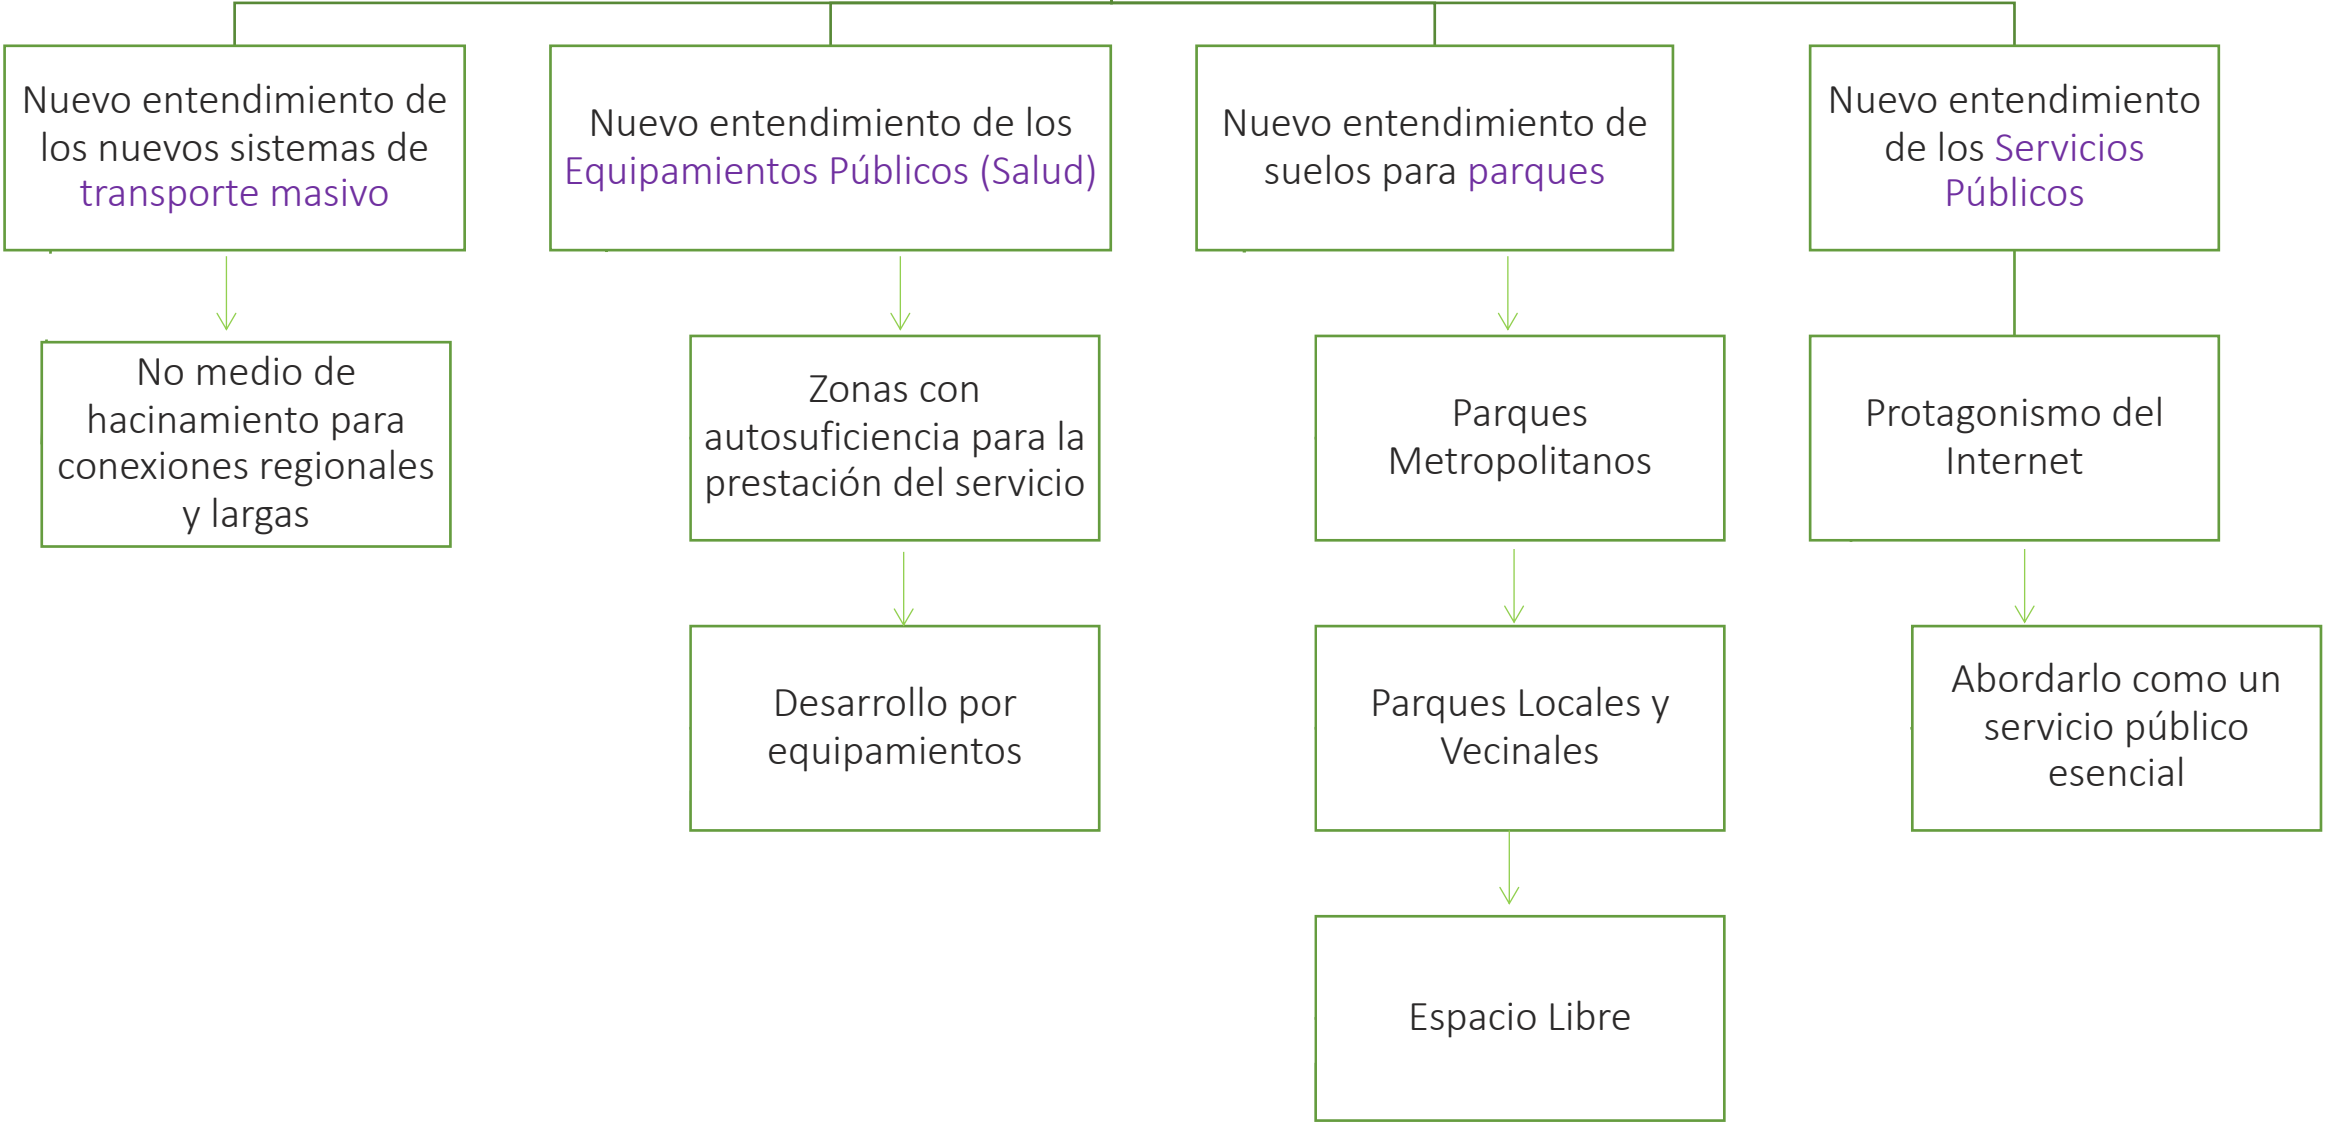 Nuevo entendimiento de
los nuevos sistemas de
transporte masivo
Nuevo entendimiento de los
Equipamientos Públicos (Salud)
Nuevo entendimiento de
suelos para parques
Nuevo entendimiento
de los Servicios
Públicos
No medio de
hacinamiento para
conexiones regionales
y largas
Zonas con
autosuficiencia para la
prestación del servicio
Parques
Metropolitanos
Protagonismo del
Internet
Desarrollo por
equipamientos
Parques Locales y
Vecinales
Abordarlo como un
servicio público
esencial
Espacio Libre